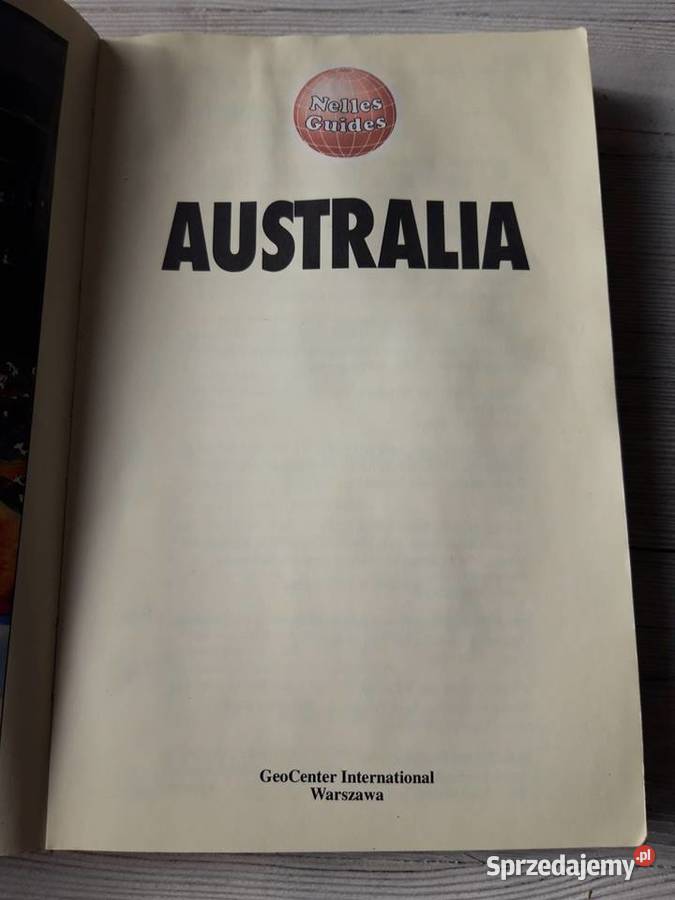 Nelles
Guides
AUSTRALIA
GeoCenter International
Warszawa
Sprzedajemy.pl